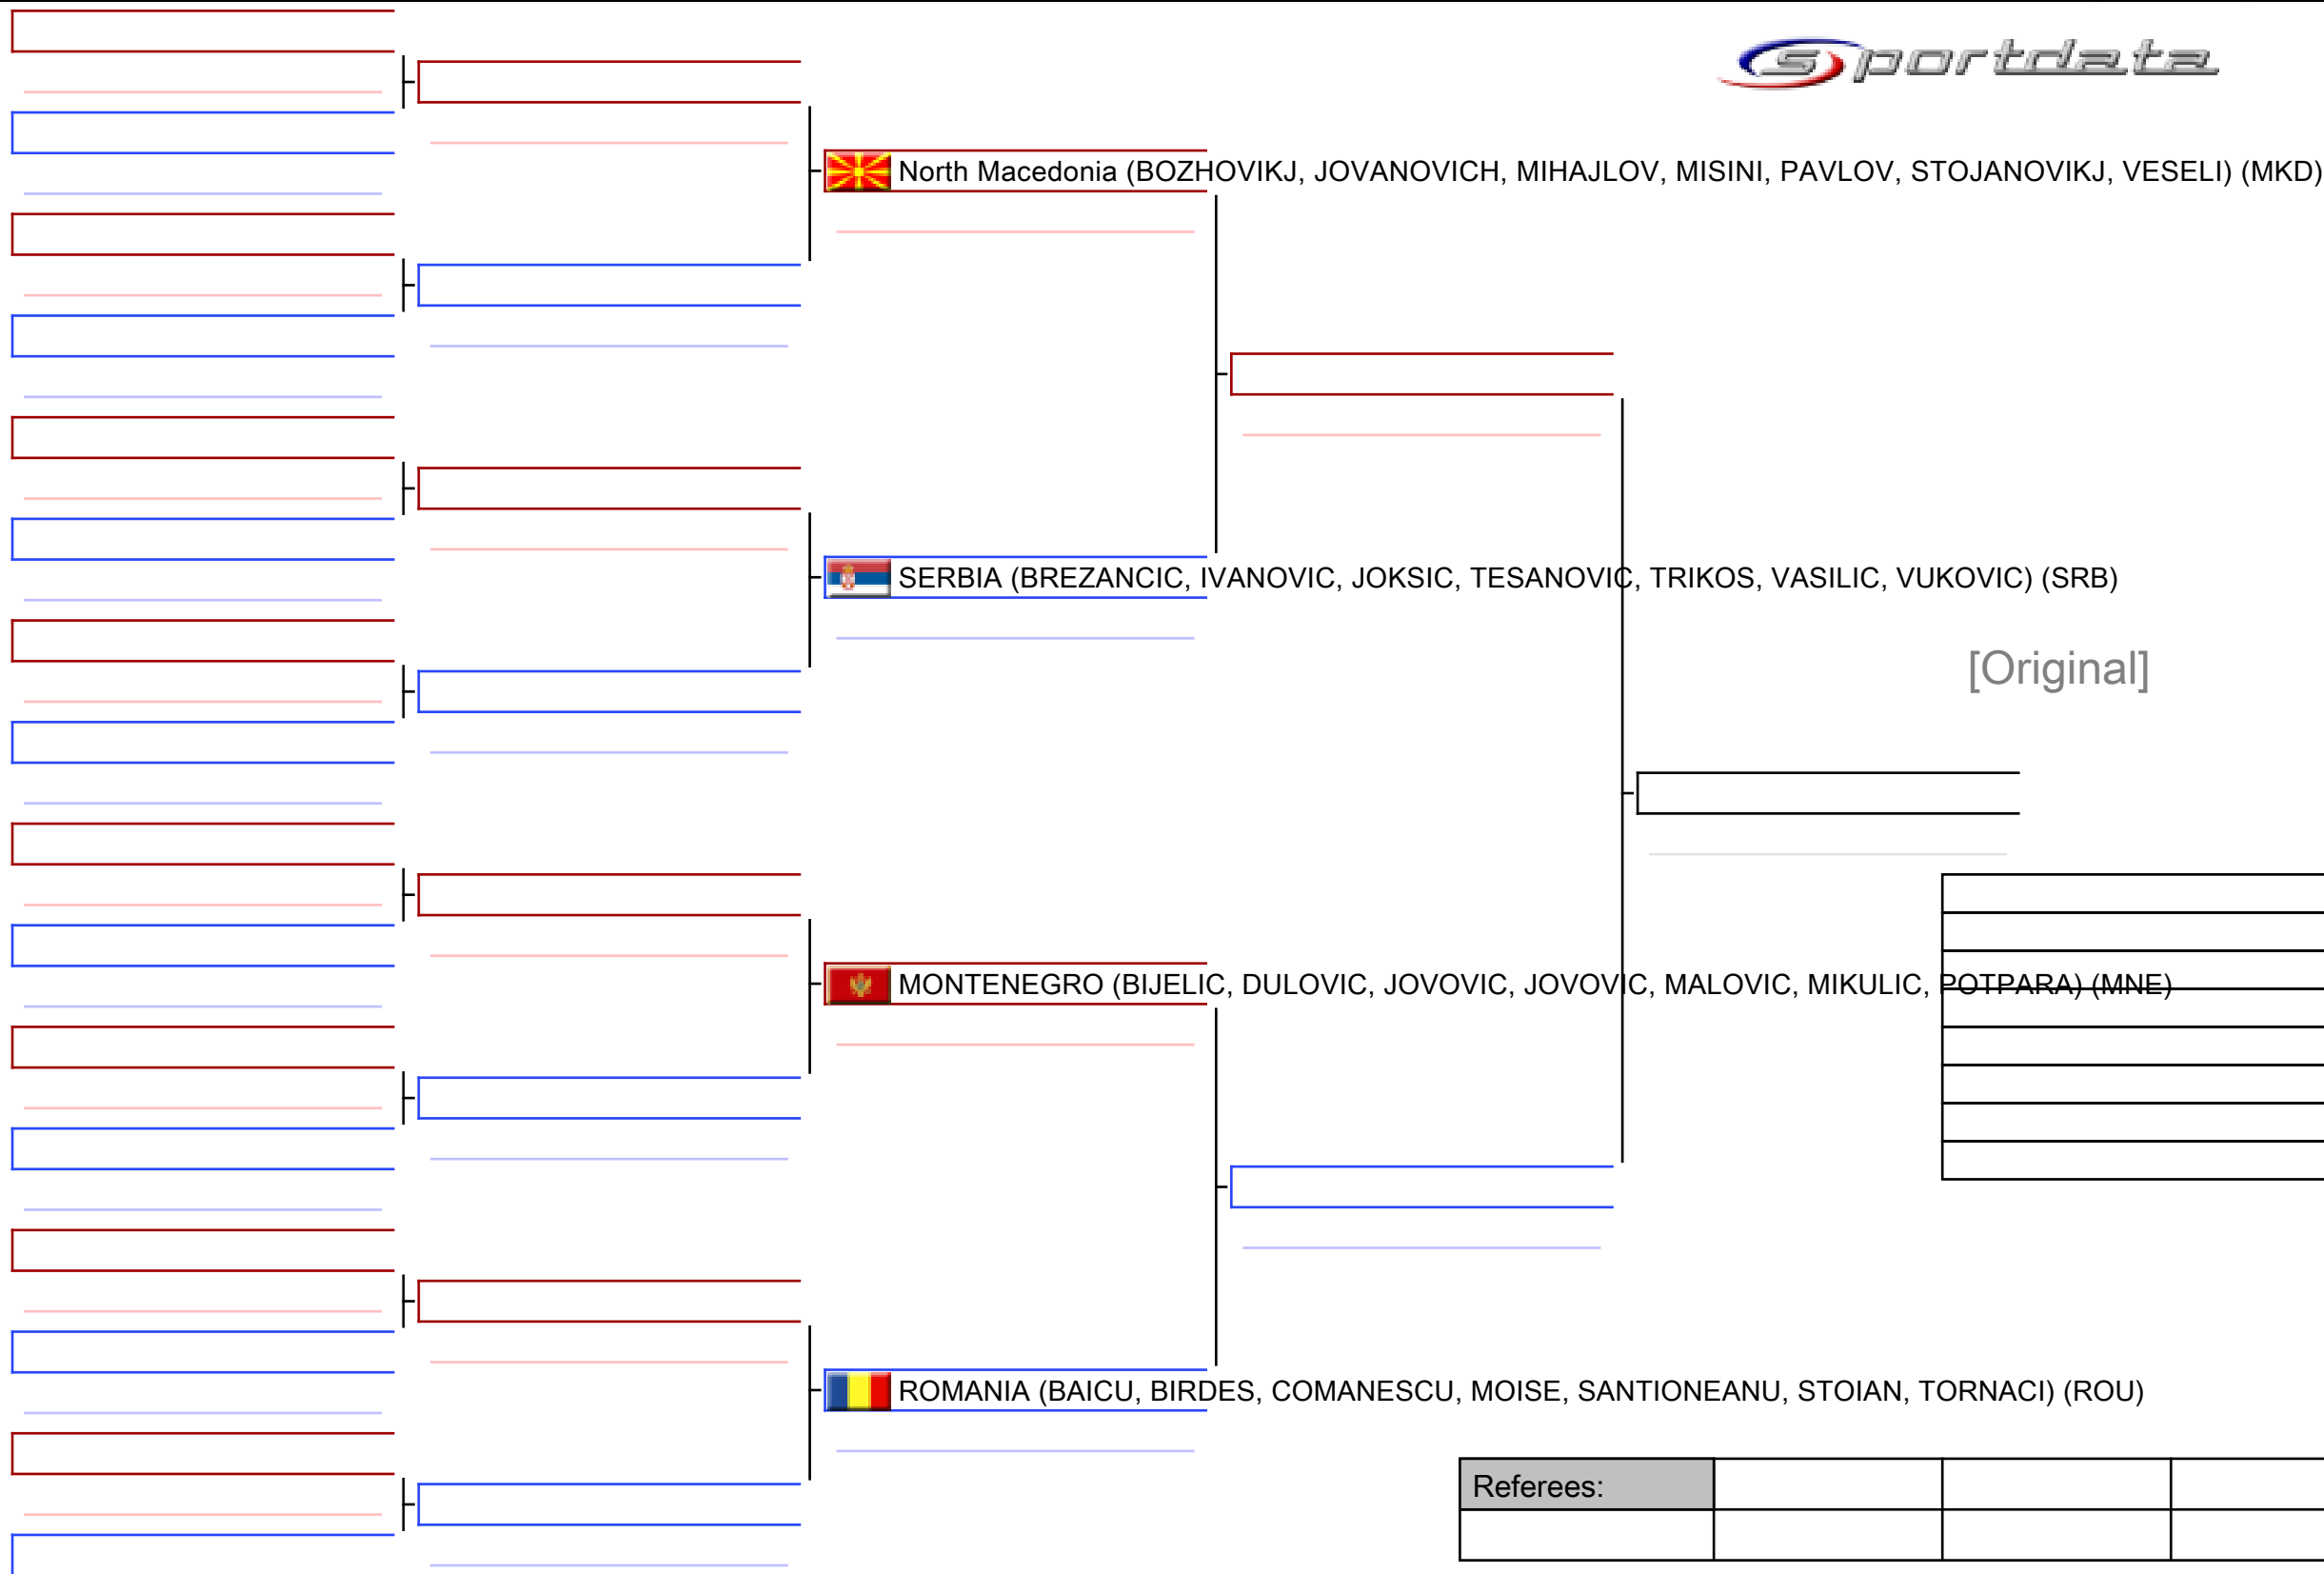 sportdata
North Macedonia (BOZHOVIKJ, JOVANOVICH, MIHAJLOV, MISINI, PAVLOV, STOJANOVIKJ, VESELI) (MKD)
SERBIA (BREZANCIC, IVANOVIC, JOKSIC, TESANOVIC, TRIKOS, VASILIC, VUKOVIC) (SRB)
[Original]
MONTENEGRO (BIJELIC, DULOVIC, JOVOVIC, JOVOVIC, MALOVIC, MIKULIC, POTPARA) (MNE)
ROMANIA (BAICU, BIRDES, COMANESCU, MOISE, SANTIONEANU, STOIAN, TORNACI) (ROU)
Referees: